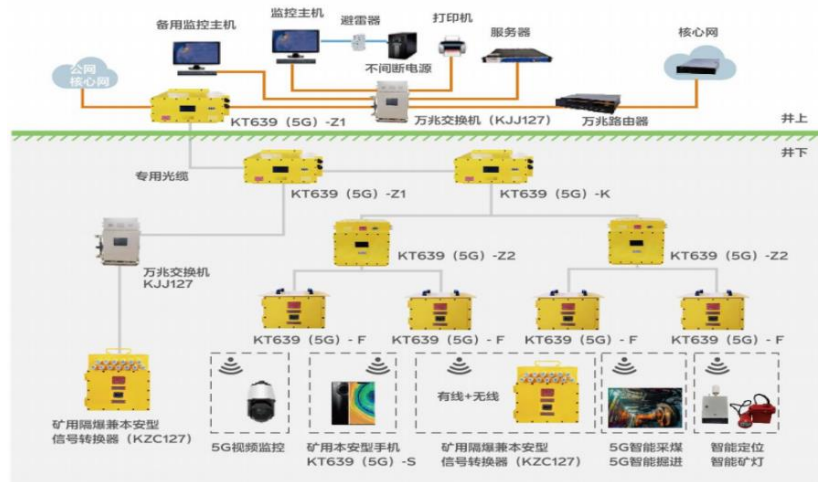 备用监控主机
监控主机
避雷器
打印机
不间断电源
服务器
核心网
公网
核心网
KT639（5G）-Z1
万兆交换机（KJJ127）
万兆路由器
井上
井下
专用光缆
KT639（5G）-Z1
KT639（5G）-K
万兆交换机
KJJ127
KT639（5G）-Z2
KT639（5G）-Z2
KT639（5G）- F
KT639（5G）- F
KT639（5G）- F
KT639（5G）- F
有线+无线
矿用隔爆兼本安型
信号转换器（KZC127）
5G视频监控
矿用本安型手机
KT639（5G）-S
矿用隔爆兼本安型
信号转换器（KZC127）
5G智能采煤
5G智能掘进
智能定位
智能矿灯